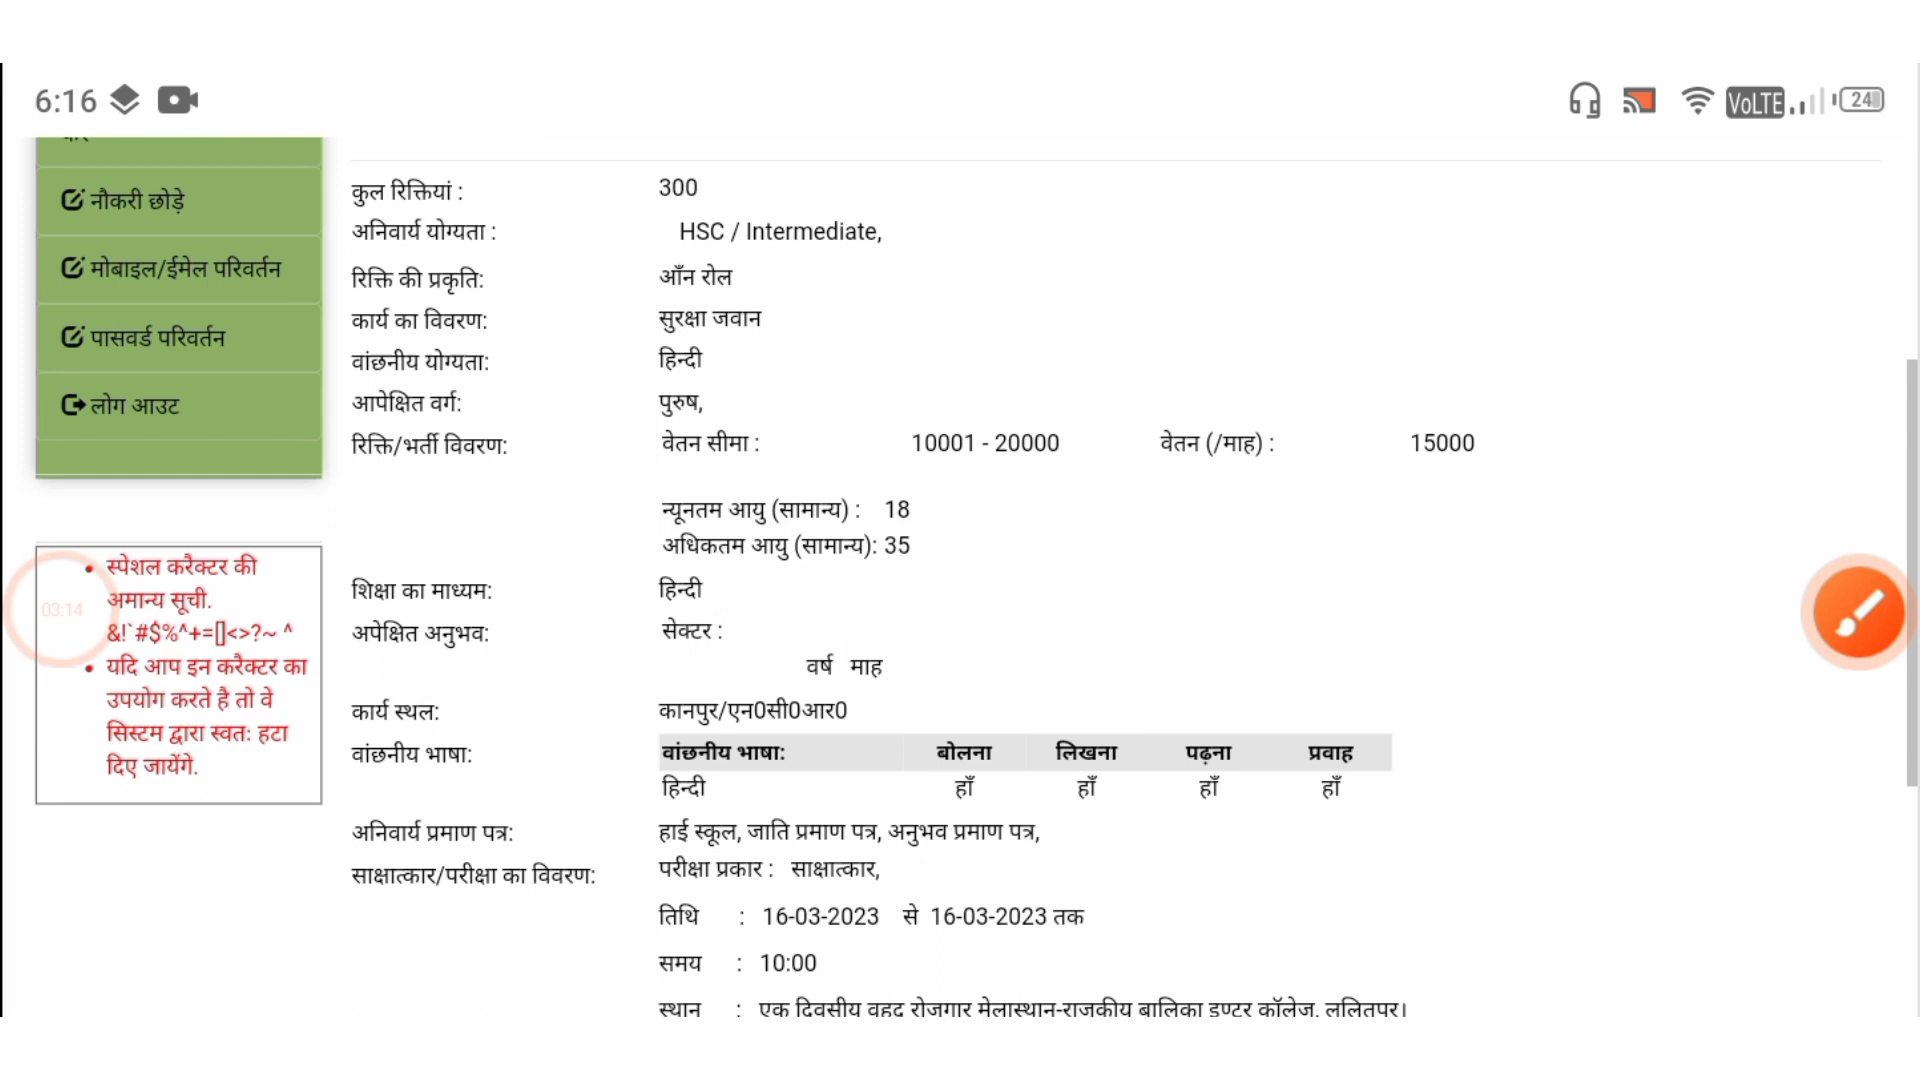 6:16 VoLTE 24
नौकरी छोड़े
मोबाइल/ईमेल परिवर्तन
पासवर्ड परिवर्तन
लोग आउट
स्पेशल करैक्टर की
अमान्य सूची.
&!`#$%^+=[]<>?~ ^
यदि आप इन करैक्टर का
उपयोग करते है तो वे
सिस्टम द्वारा स्वतः हटा
दिए जायेंगे.
03:14
कुल रिक्तियां : 300
अनिवार्य योग्यता : HSC / Intermediate,
रिक्ति की प्रकृति: ऑंन रोल
कार्य का विवरण: सुरक्षा जवान
वांछनीय योग्यता: हिन्दी
आपेक्षित वर्ग: पुरुष,
रिक्ति/भर्ती विवरण: वेतन सीमा : 10001 - 20000 वेतन (/माह) : 15000
न्यूनतम आयु (सामान्य) : 18
अधिकतम आयु (सामान्य): 35
शिक्षा का माध्यम: हिन्दी
अपेक्षित अनुभव: सेक्टर :
वर्ष माह
कार्य स्थल: कानपुर/एन0सी0आर0
वांछनीय भाषा: वांछनीय भाषा: बोलना लिखना पढ़ना प्रवाह
हिन्दी हाँ हाँ हाँ हाँ
अनिवार्य प्रमाण पत्र: हाई स्कूल, जाति प्रमाण पत्र, अनुभव प्रमाण पत्र,
साक्षात्कार/परीक्षा का विवरण: परीक्षा प्रकार : साक्षात्कार,
तिथि : 16-03-2023 से 16-03-2023 तक
समय : 10:00
स्थान : एक दिवसीय वृहद रोजगार मेलास्थान-राजकीय बालिका इण्टर कॉलेज, ललितपुर।